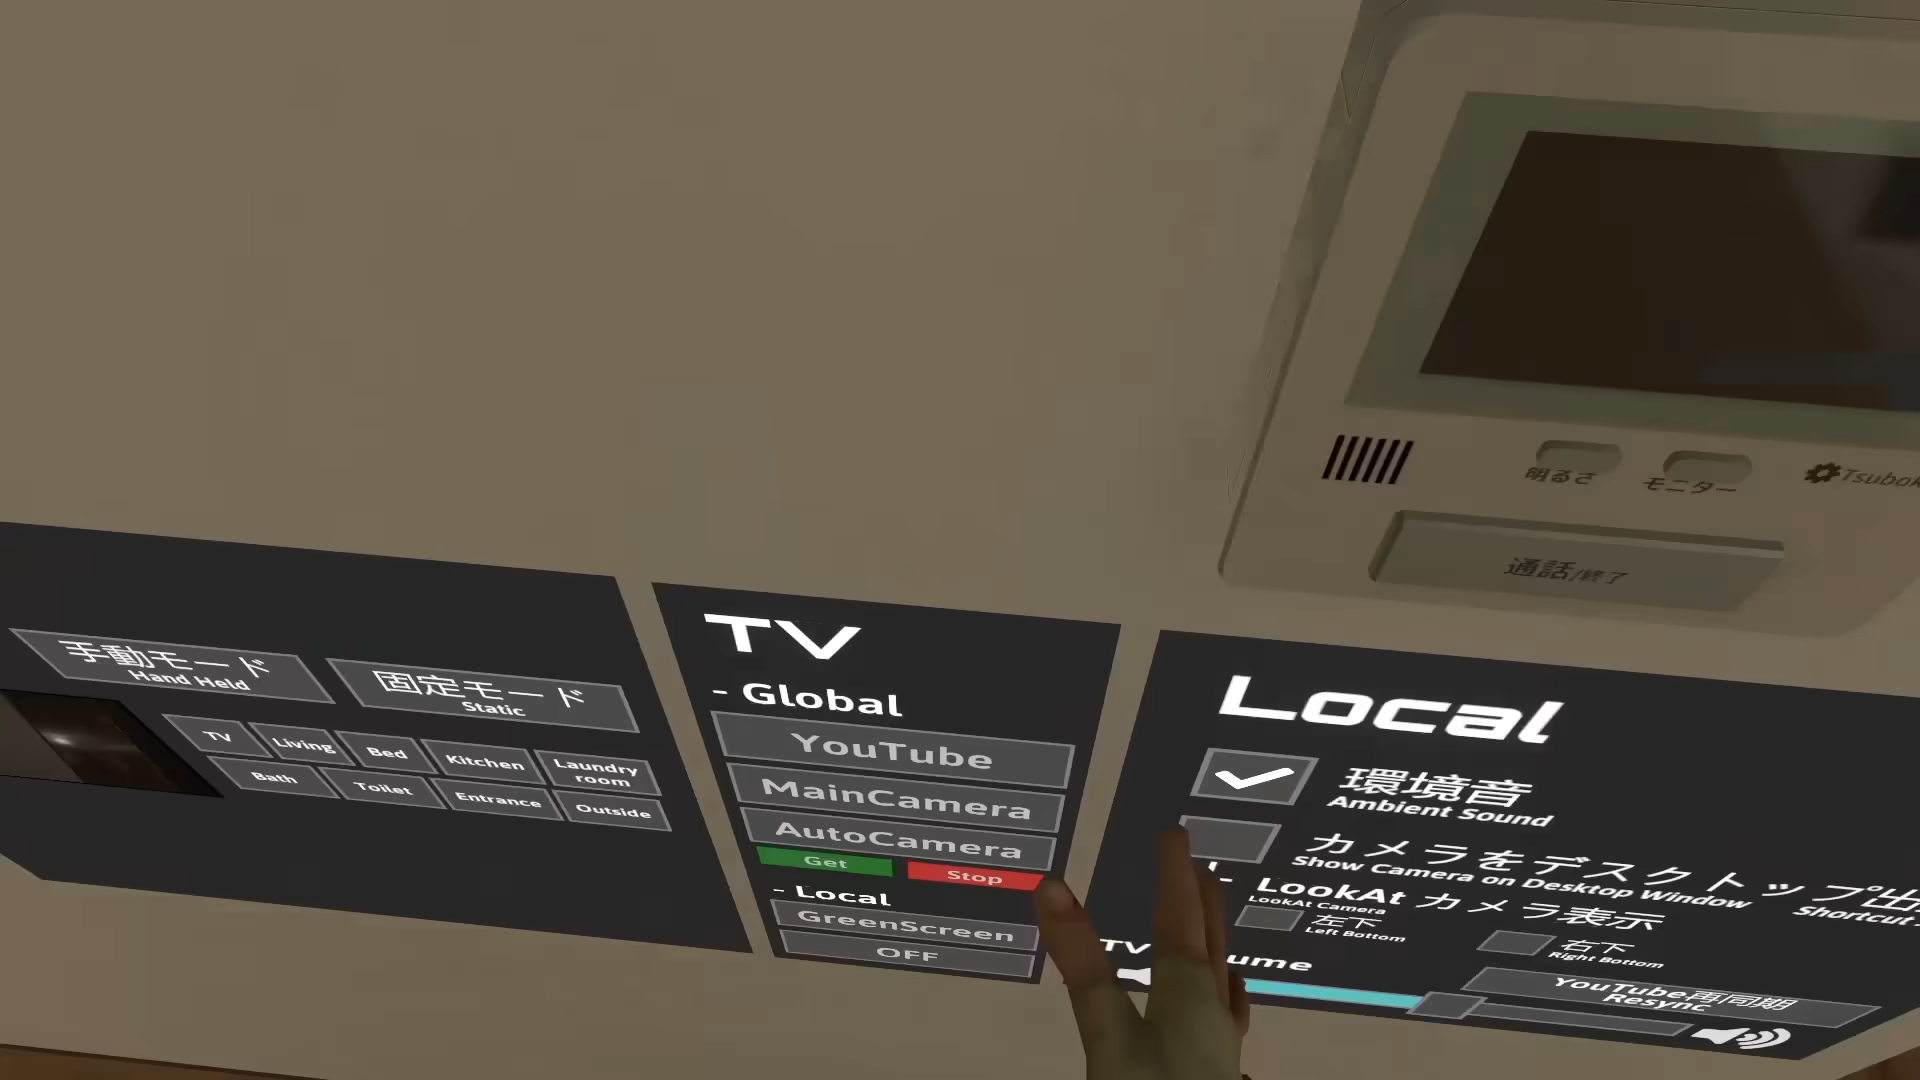 明るさ
モニター
通話/終了
手動モード
Hand Held
固定モード
Static
TV
Living
Bed
Kitchen
Laundry room
Bath
Toilet
Entrance
Outside
TV
- Global
YouTube
MainCamera
AutoCamera
Get
Stop
- Local
GreenScreen
OFF
Local
環境音
Ambient Sound
カメラをデスクトップ出
Show Camera on Desktop Window
Shortcut
- LookAt カメラ表示
LookAt Camera
左下
Left Bottom
右下
Right Bottom
TV
YouTube再同期
Resync